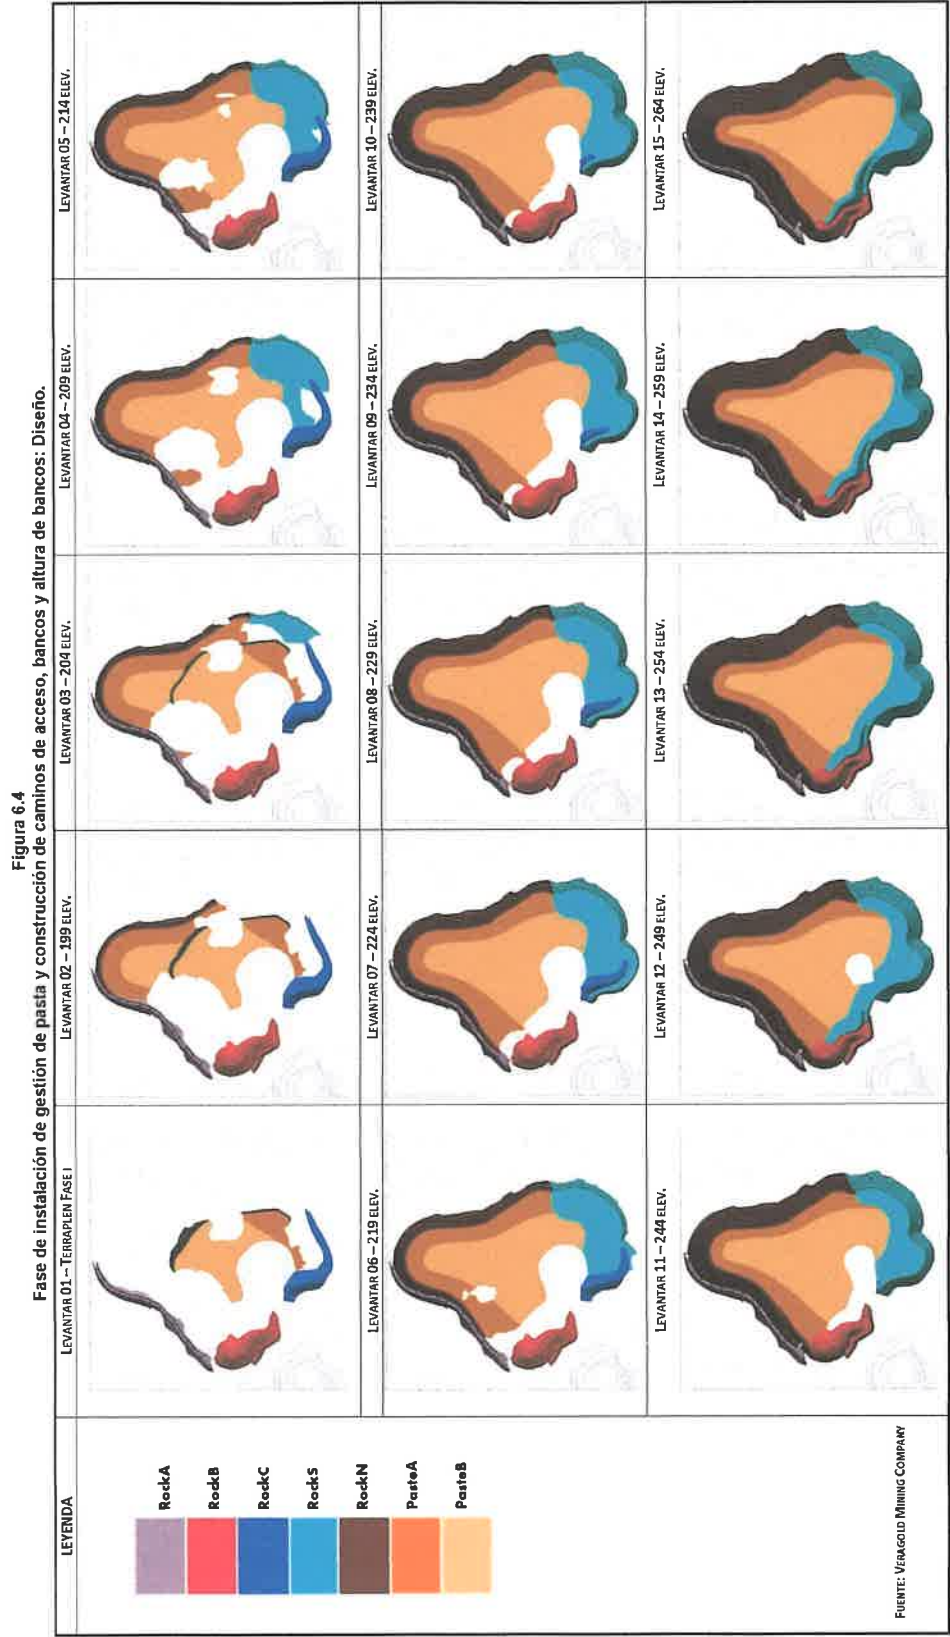 Figura 6.4
Fase de instalación de gestión de pasta y construcción de caminos de acceso, bancos y altura de bancos: Diseño.
LEYENDA
RockA
RockB
RockC
RockS
RockN
PasteA
PasteB
FUENTE: VERAGOLD MINING COMPANY
LEVANTAR 01 – TERRAPLEN FASE I
LEVANTAR 02 – 199 ELEV.
LEVANTAR 03 – 204 ELEV.
LEVANTAR 04 – 209 ELEV.
LEVANTAR 05 – 214 ELEV.
LEVANTAR 06 – 219 ELEV.
LEVANTAR 07 – 224 ELEV.
LEVANTAR 08 – 229 ELEV.
LEVANTAR 09 – 234 ELEV.
LEVANTAR 10 – 239 ELEV.
LEVANTAR 11 – 244 ELEV.
LEVANTAR 12 – 249 ELEV.
LEVANTAR 13 – 254 ELEV.
LEVANTAR 14 – 259 ELEV.
LEVANTAR 15 – 264 ELEV.